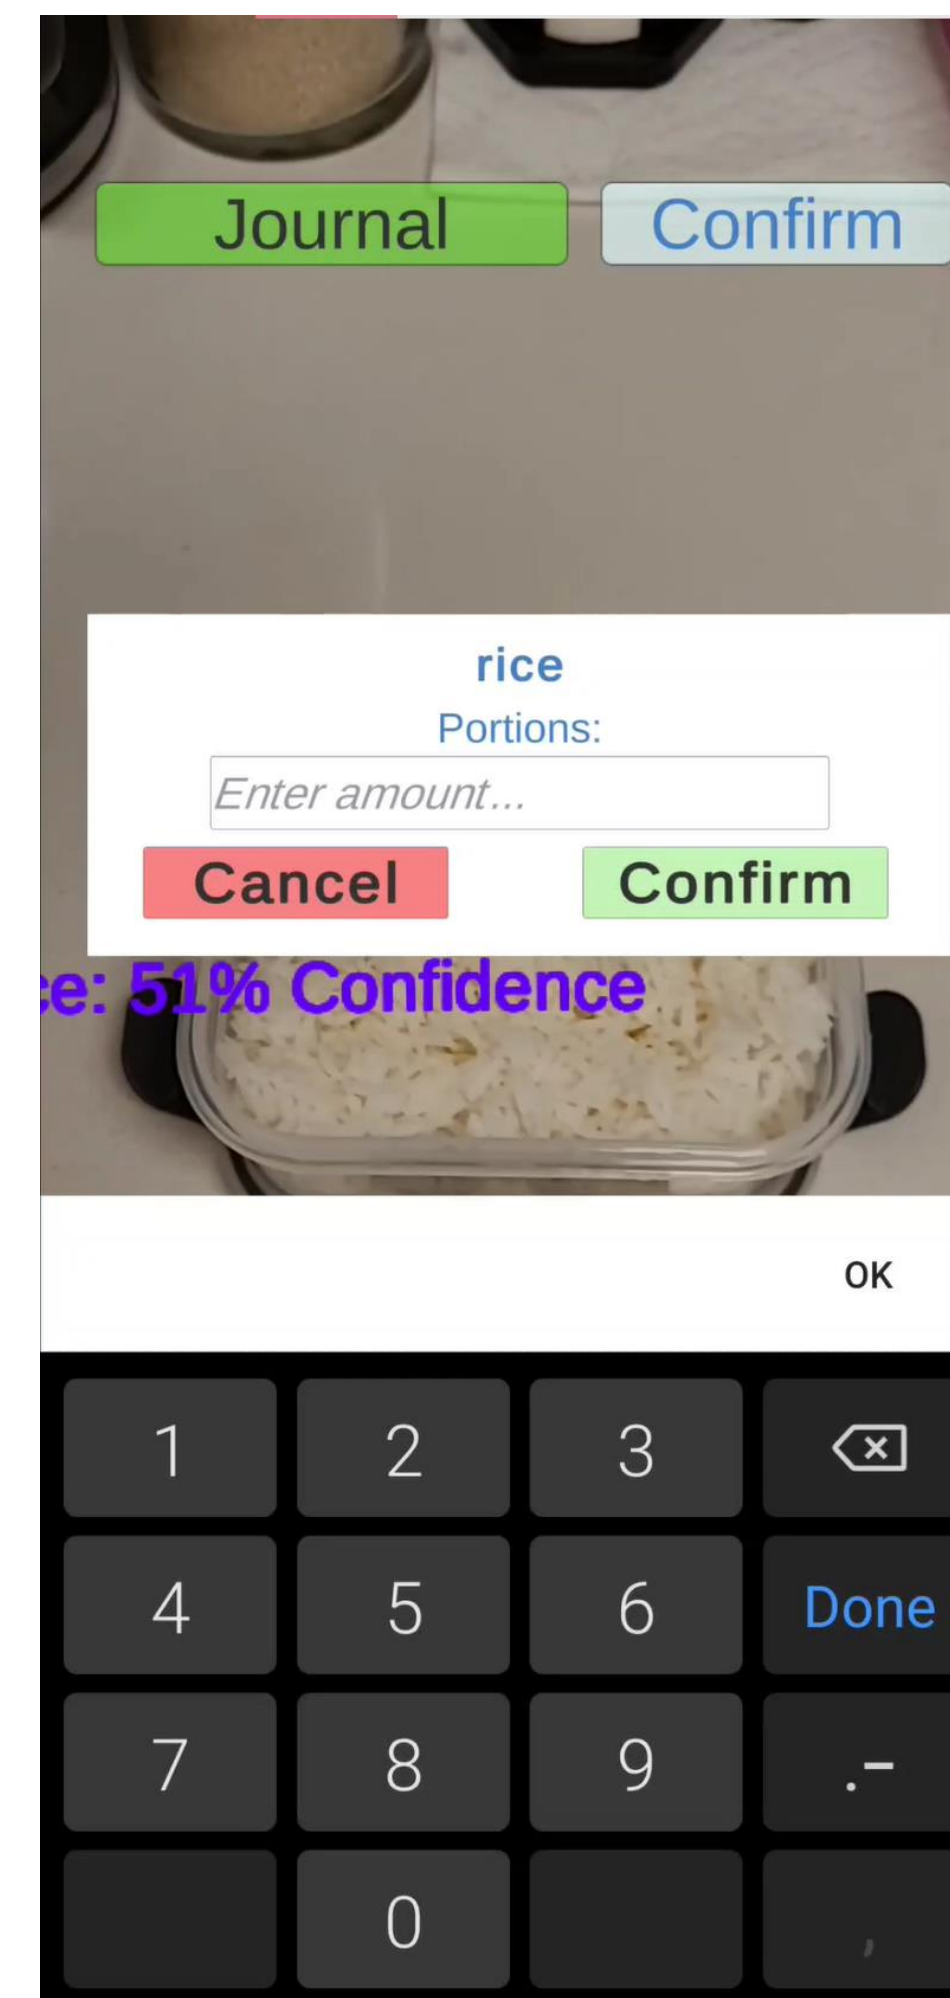 Journal Confirm
rice
Portions:
Enter amount...
Cancel Confirm
ce: 51% Confidence
OK
1 2 3
4 5 6 Done
7 8 9 .-
0 ,